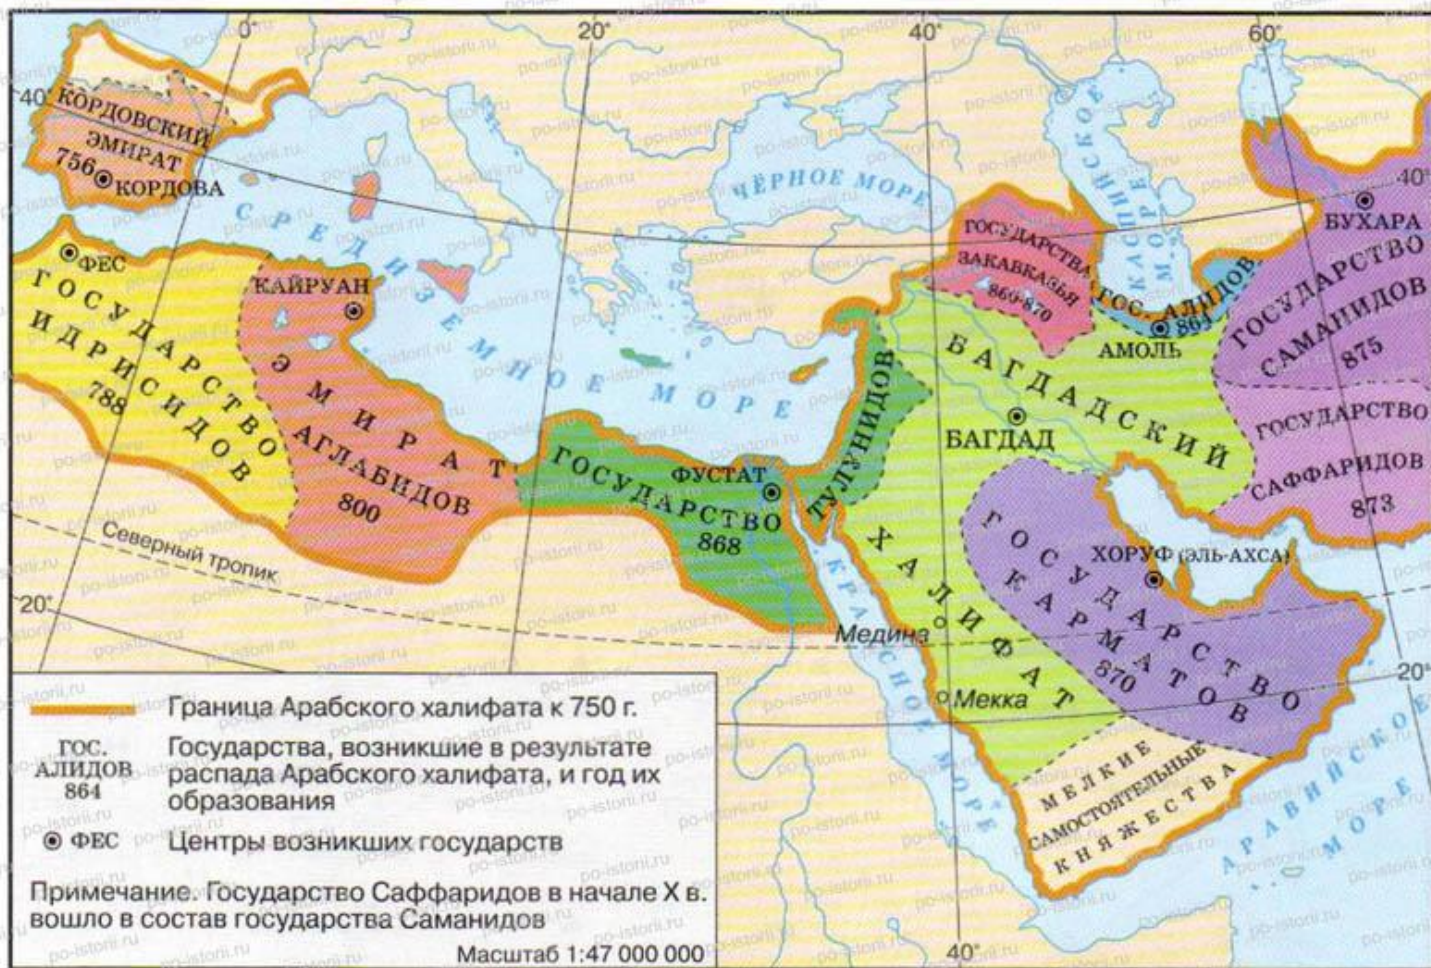 0°
20°
40°
60°
40°
КОРДОВСКИЙ
ЭМИРАТ
756
КОРДОВА
ФЕС
ГОСУДАРСТВО
ИДРИСИДОВ
788
КАЙРУАН
ЭМИРАТ
АГЛАБИДОВ
800
СРЕДИЗЕМНОЕ МОРЕ
ЧЁРНОЕ МОРЕ
КАСПИЙСКОЕ
МОРЕ
ГОСУДАРСТВА
ЗАКАВКАЗЬЯ
860-870
ГОС. АЛИДОВ
864
АМОЛЬ
40°
БУХАРА
ГОСУДАРСТВО
САМАНИДОВ
875
ГОСУДАРСТВО
САФФАРИДОВ
873
БАГДАДСКИЙ
БАГДАД
ХАЛИФАТ
ФУСТАТ
ГОСУДАРСТВО
868
ТУЛУНИДОВ
ХОРУФ (ЭЛЬ-АХСА)
ГОСУДАРСТВО
КАРМАТОВ
870
Медина
Мекка
КРАСНОЕ МОРЕ
Северный тропик
20°
20°
МЕЛКИЕ
САМОСТОЯТЕЛЬНЫЕ
КНЯЖЕСТВА
АРАВИЙСКОЕ
МОРЕ
40°
Граница Арабского халифата к 750 г.
ГОС.
АЛИДОВ
864
Государства, возникшие в результате
распада Арабского халифата, и год их
образования
ФЕС
Центры возникших государств
Примечание. Государство Саффаридов в начале X в.
вошло в состав государства Саманидов
Масштаб 1:47 000 000
po-istorii.ru